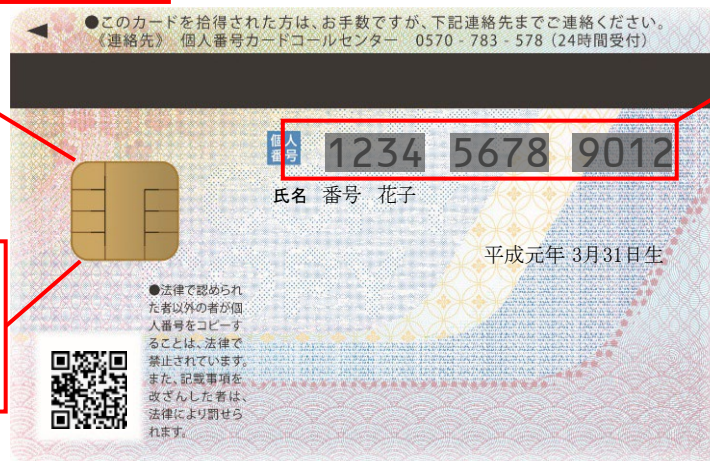 ●このカードを拾得された方は、お手数ですが、下記連絡先までご連絡ください。
《連絡先》 個人番号カードコールセンター 0570 - 783 - 578（24時間受付）
個人番号 1234 5678 9012
氏名 番号 花子
平成元年 3月31日生
●法律で認められ
た者以外の者が個
人番号をコピーす
ることは、法律で
禁止されています。
また、記載事項を
改ざんした者は、
法律により罰せら
れます。